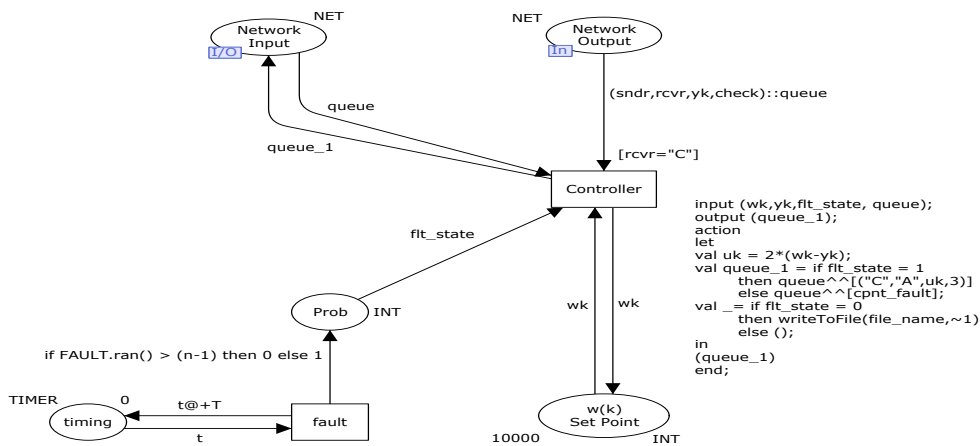 NET
Network
Input
I/O
NET
Network
Output
In
queue
(sndr,rcvr,yk,check)::queue
queue_1
[rcvr="C"]
Controller
input (wk,yk,flt_state, queue);
output (queue_1);
action
let
val uk = 2*(wk-yk);
val queue_1 = if flt_state = 1
then queue^^[("C","A",uk,3)]
else queue^^[cpnt_fault];
val _= if flt_state = 0
then writeToFile(file_name,~1)
else ();
in
(queue_1)
end;
flt_state
wk
wk
Prob
INT
if FAULT.ran() > (n-1) then 0 else 1
TIMER
0
t@+T
timing
fault
t
w(k)
Set Point
10000
INT